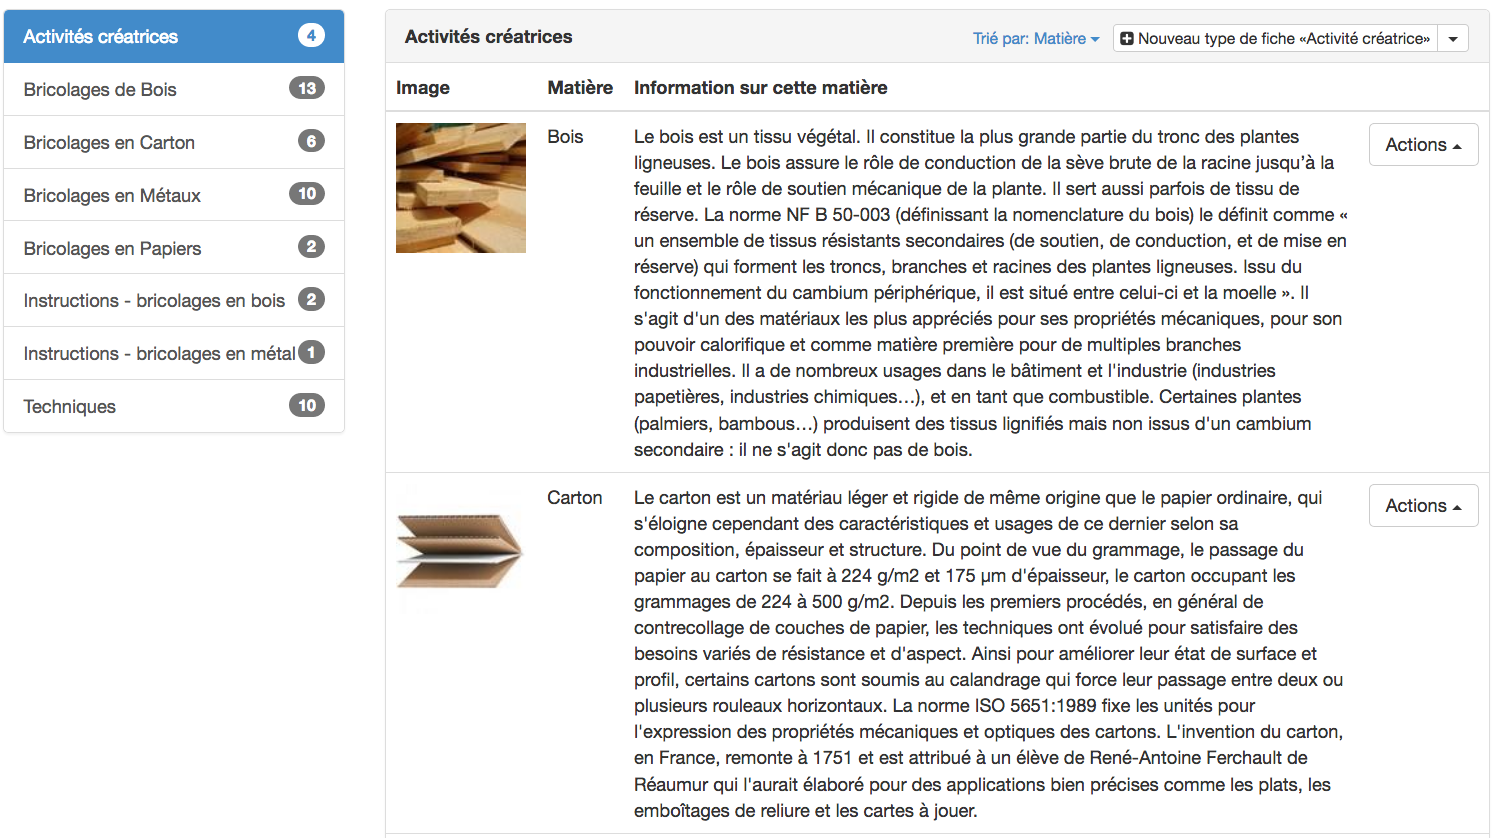 Activités créatrices 4
Bricolages de Bois 13
Bricolages en Carton 6
Bricolages en Métaux 10
Bricolages en Papiers 2
Instructions - bricolages en bois 2
Instructions - bricolages en métal 1
Techniques 10
Activités créatrices Trié par: Matière Nouveau type de fiche «Activité créatrice»
Image Matière Information sur cette matière
Bois
Le bois est un tissu végétal. Il constitue la plus grande partie du tronc des plantes
ligneuses. Le bois assure le rôle de conduction de la sève brute de la racine jusqu’à la
feuille et le rôle de soutien mécanique de la plante. Il sert aussi parfois de tissu de
réserve. La norme NF B 50-003 (définissant la nomenclature du bois) le définit comme «
un ensemble de tissus résistants secondaires (de soutien, de conduction, et de mise en
réserve) qui forment les troncs, branches et racines des plantes ligneuses. Issu du
fonctionnement du cambium périphérique, il est situé entre celui-ci et la moelle ». Il
s'agit d'un des matériaux les plus appréciés pour ses propriétés mécaniques, pour son
pouvoir calorifique et comme matière première pour de multiples branches
industrielles. Il a de nombreux usages dans le bâtiment et l'industrie (industries
papetières, industries chimiques…), et en tant que combustible. Certaines plantes
(palmiers, bambous…) produisent des tissus lignifiés mais non issus d'un cambium
secondaire : il ne s'agit donc pas de bois.
Actions
Carton
Le carton est un matériau léger et rigide de même origine que le papier ordinaire, qui
s'éloigne cependant des caractéristiques et usages de ce dernier selon sa
composition, épaisseur et structure. Du point de vue du grammage, le passage du
papier au carton se fait à 224 g/m2 et 175 µm d'épaisseur, le carton occupant les
grammages de 224 à 500 g/m2. Depuis les premiers procédés, en général de
contrecollage de couches de papier, les techniques ont évolué pour satisfaire des
besoins variés de résistance et d'aspect. Ainsi pour améliorer leur état de surface et
profil, certains cartons sont soumis au calandrage qui force leur passage entre deux ou
plusieurs rouleaux horizontaux. La norme ISO 5651:1989 fixe les unités pour
l'expression des propriétés mécaniques et optiques des cartons. L'invention du carton,
en France, remonte à 1751 et est attribué à un élève de René-Antoine Ferchault de
Réaumur qui l'aurait élaboré pour des applications bien précises comme les plats, les
emboîtages de reliure et les cartes à jouer.
Actions